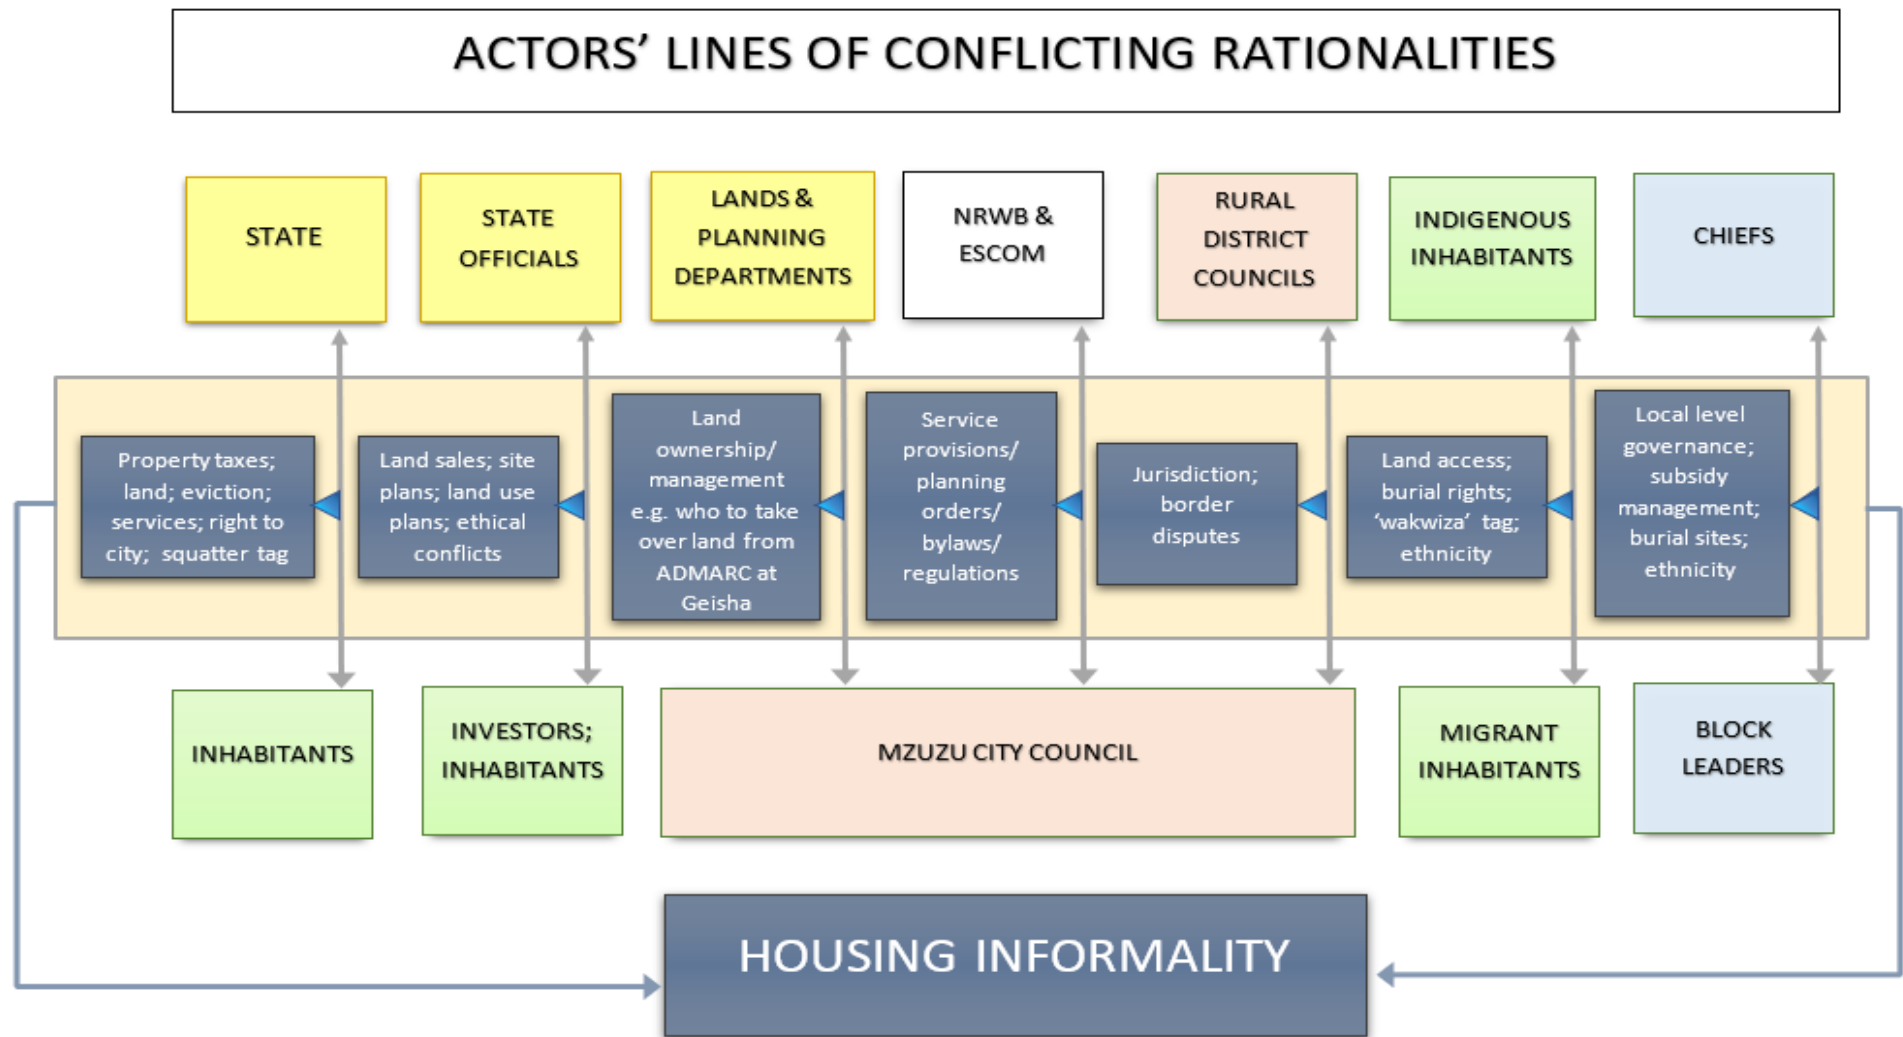 ACTORS’ LINES OF CONFLICTING RATIONALITIES
STATE
STATE
OFFICIALS
LANDS &
PLANNING
DEPARTMENTS
NRWB &
ESCOM
RURAL
DISTRICT
COUNCILS
INDIGENOUS
INHABITANTS
CHIEFS
Property taxes;
land; eviction;
services; right to
city; squatter tag
Land sales; site
plans; land use
plans; ethical
conflicts
Land
ownership/
management
e.g. who to take
over land from
ADMARC at
Geisha
Service
provisions/
planning
orders/
bylaws/
regulations
Jurisdiction;
border
disputes
Land access;
burial rights;
‘wakwiza’ tag;
ethnicity
Local level
governance;
subsidy
management;
burial sites;
ethnicity
INHABITANTS
INVESTORS;
INHABITANTS
MZUZU CITY COUNCIL
MIGRANT
INHABITANTS
BLOCK
LEADERS
HOUSING INFORMALITY